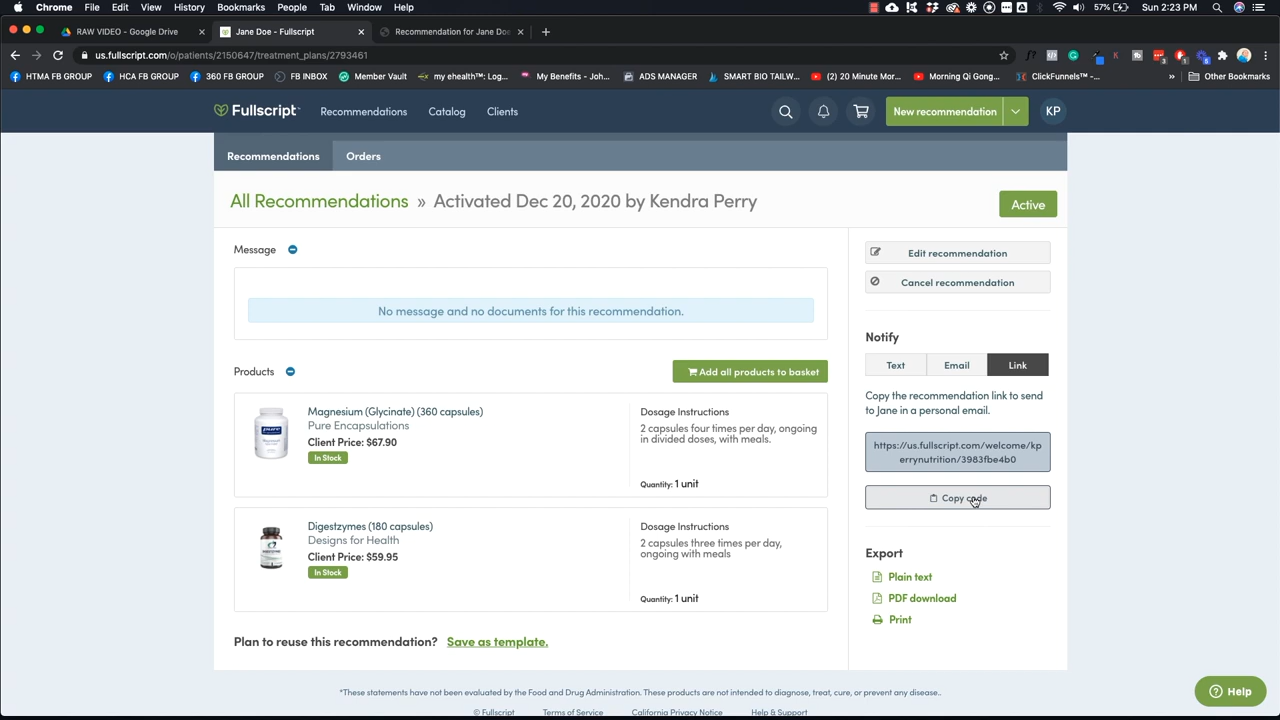 Chrome File Edit View History Bookmarks People Tab Window Help
57% Sun 2:23 PM
RAW VIDEO - Google Drive
Jane Doe - Fullscript
Recommendation for Jane Doe
us.fullscript.com/o/patients/2150647/treatment_plans/2793461
HTMA FB GROUP
HCA FB GROUP
360 FB GROUP
FB INBOX
Member Vault
my ehealth™: Log...
My Benefits - Joh...
ADS MANAGER
SMART BIO TAILW...
(2) 20 Minute Mor...
Morning Qi Gong...
ClickFunnels™-...
»
Other Bookmarks
Fullscript
Recommendations
Catalog
Clients
New recommendation
KP
Recommendations
Orders
All Recommendations » Activated Dec 20, 2020 by Kendra Perry
Active
Message
No message and no documents for this recommendation.
Products
Add all products to basket
Magnesium (Glycinate) (360 capsules)
Pure Encapsulations
Client Price: $67.90
In Stock
Dosage Instructions
2 capsules four times per day, ongoing
in divided doses, with meals.
Quantity: 1 unit
Digestzymes (180 capsules)
Designs for Health
Client Price: $59.95
In Stock
Dosage Instructions
2 capsules three times per day,
ongoing with meals
Quantity: 1 unit
Plan to reuse this recommendation? Save as template.
Edit recommendation
Cancel recommendation
Notify
Text
Email
Link
Copy the recommendation link to send
to Jane in a personal email.
https://us.fullscript.com/welcome/kp
errynutrition/3983fbe4b0
Copy code
Export
Plain text
PDF download
Print
*These statements have not been evaluated by the Food and Drug Administration. These products are not intended to diagnose, treat, cure, or prevent any disease..
© Fullscript
Terms of Service
California Privacy Notice
Help & Support
Help